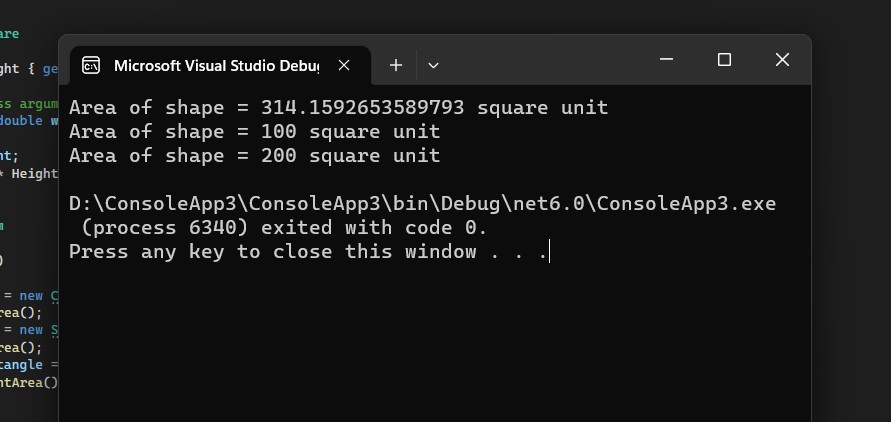 are
ght { ge
ss argum
double w
nt;
* Height
m
)
= new C
rea();
= new S
rea();
tangle =
ntArea()
Microsoft Visual Studio Debu
Area of shape = 314.1592653589793 square unit
Area of shape = 100 square unit
Area of shape = 200 square unit
D:\ConsoleApp3\ConsoleApp3\bin\Debug\net6.0\ConsoleApp3.exe
(process 6340) exited with code 0.
Press any key to close this window . . .